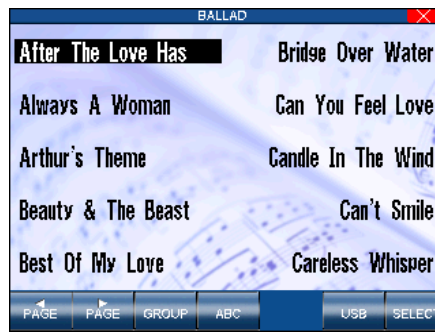 BALLAD
After The Love Has
Always A Woman
Arthur's Theme
Beauty & The Beast
Best Of My Love
Bridge Over Water
Can You Feel Love
Candle In The Wind
Can't Smile
Careless Whisper
PAGE PAGE GROUP ABC USB SELEC